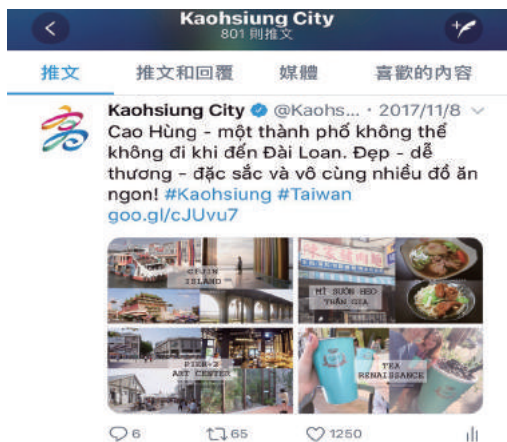 Kaohsiung City
801 則推文
推文 推文和回覆 媒體 喜歡的內容
Kaohsiung City @Kaohs... · 2017/11/8
Cao Hùng - một thành phố không thể
không đi khi đến Đài Loan. Đẹp - dễ
thương - đặc sắc và vô cùng nhiều đồ ăn
ngon! #Kaohsiung #Taiwan
goo.gl/cJUvu7
CIJIN
ISLAND
MÌ SƯỜN HEO
TRẦN GIA
PIER-2
ART CENTER
TEA
RENAISSANCE
6 65 1250